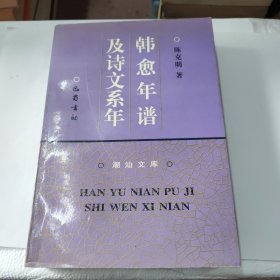 韩愈年谱
及诗文系年
○陈克明 著
○巴蜀书社
○潮汕文库○
HAN YU NIAN PU JI
SHI WEN XI NIAN